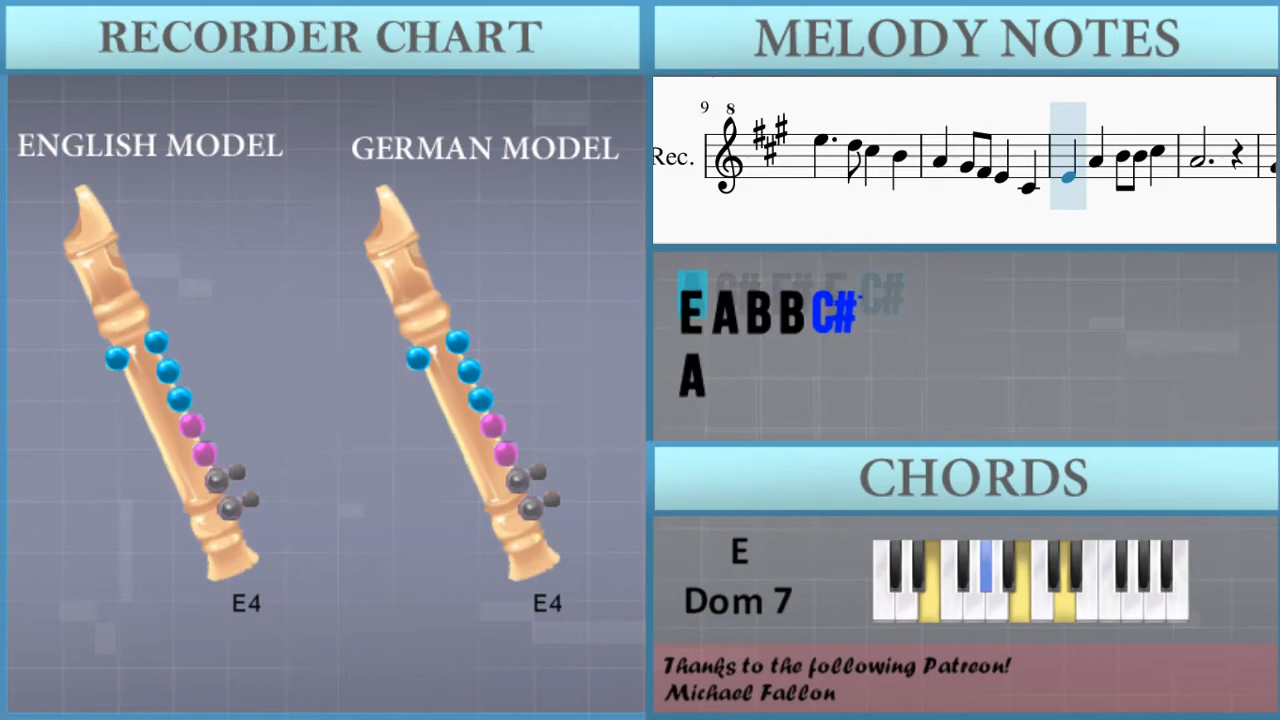 RECORDER CHART
MELODY NOTES
ENGLISH MODEL
GERMAN MODEL
9 8
Rec.
E A B B C#-
A
CHORDS
E
Dom 7
E4
E4
Thanks to the following Patreon!
Michael Fallon